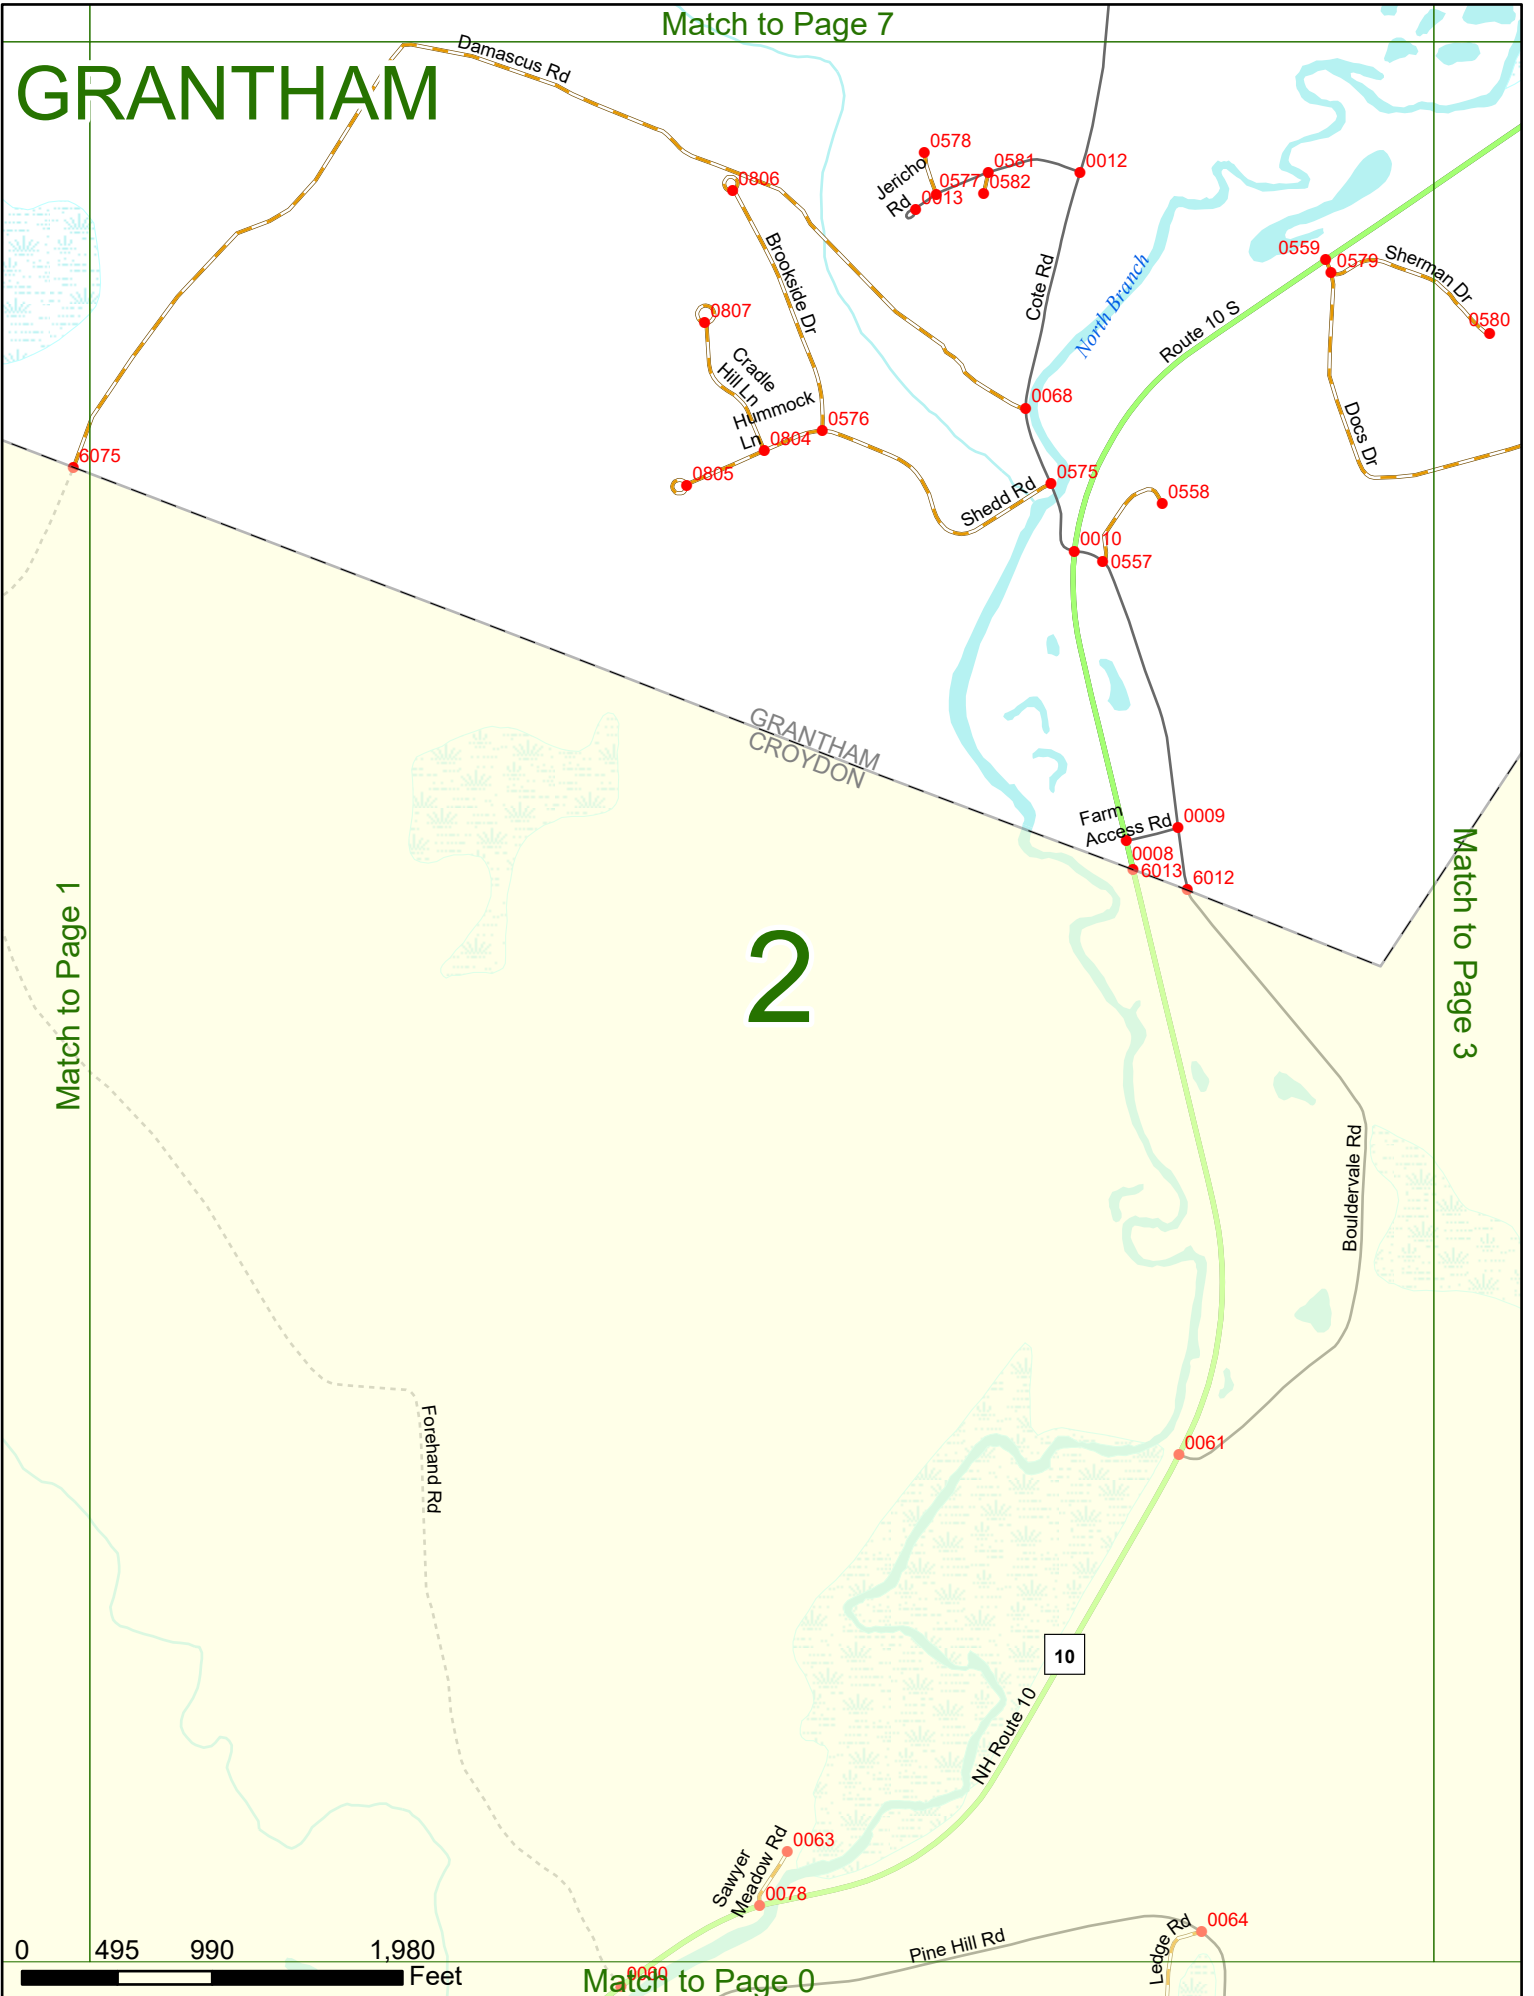 Match to Page 7
GRANTHAM
Damascus Rd
0578
0581
0012
Jericho
Rd
0577
0582
0013
0806
Brookside Dr
Cote Rd
North Branch
0559
0579
Sherman Dr
0580
Route 10 S
0807
Cradle
Hill Ln
Hummock
Ln
0804
0576
0068
Docs Dr
6075
0805
Shedd Rd
0575
0558
0010
0557
GRANTHAM
CROYDON
Farm
Access Rd
0009
0008
6013
6012
Match to Page 1
2
Match to Page 3
Bouldervale Rd
Forehand Rd
0061
10
NH Route 10
Sawyer
Meadow Rd
0063
0078
Pine Hill Rd
Ledge Rd
0064
0 495 990 1,980
Feet
0060
Match to Page 0